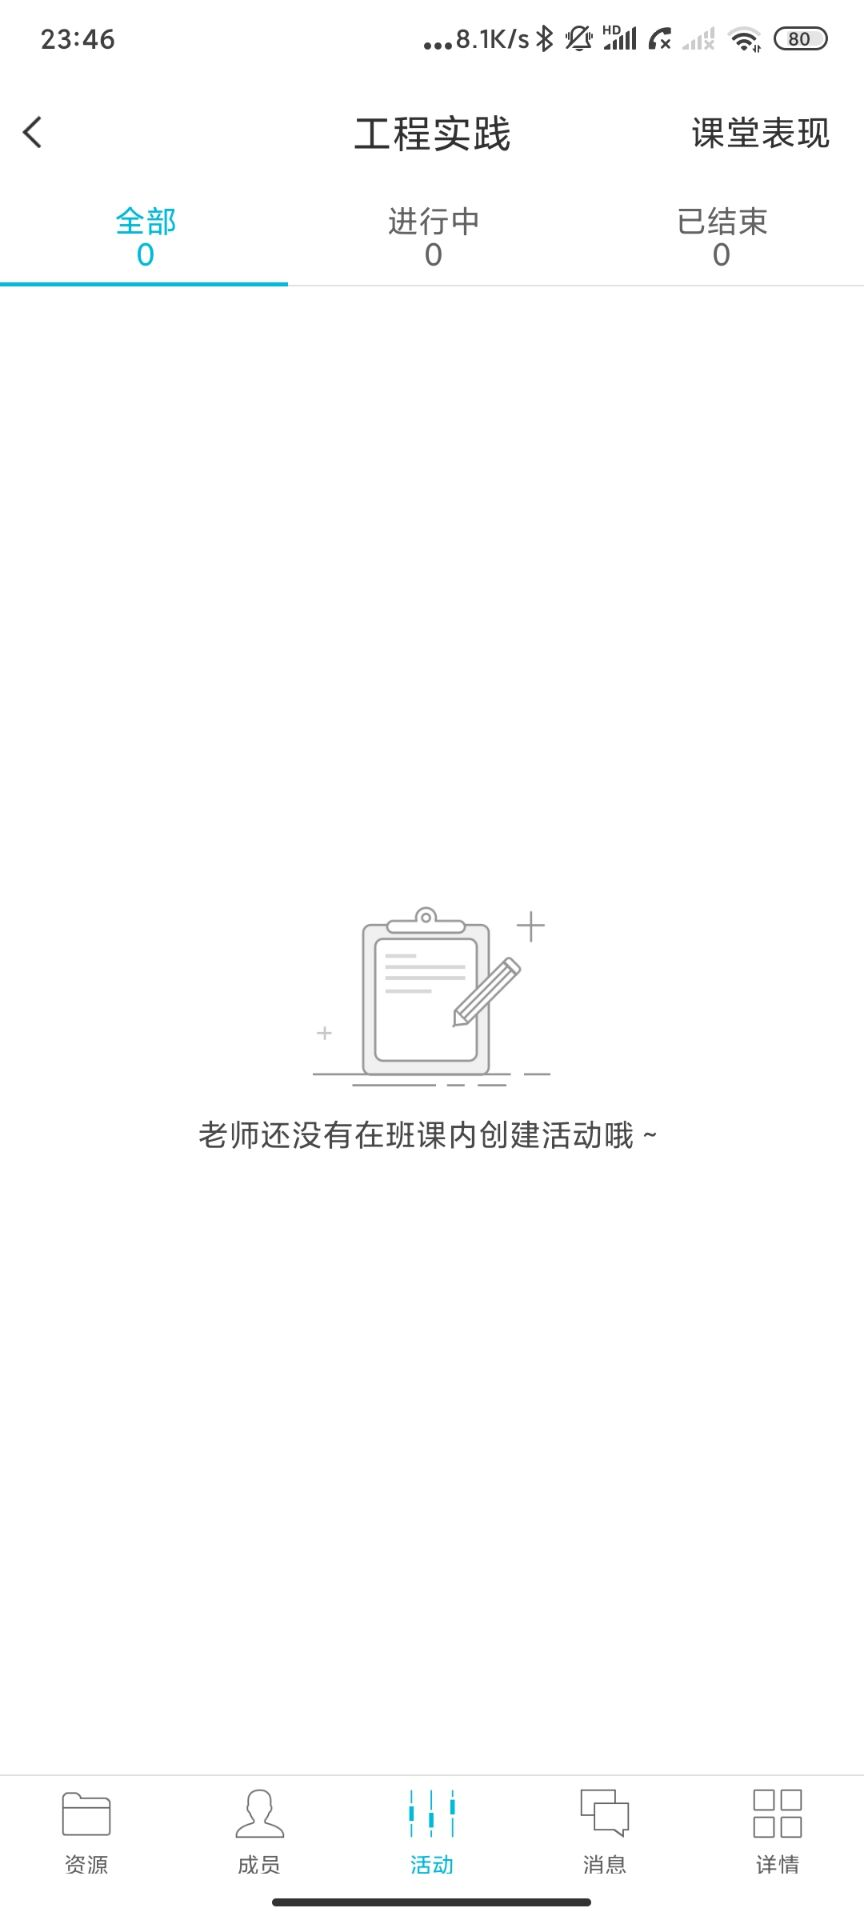 23:46
...8.1K/s HD 80
工程实践
课堂表现
全部
0
进行中
0
已结束
0
老师还没有在班课内创建活动哦 ~
资源
成员
活动
消息
详情